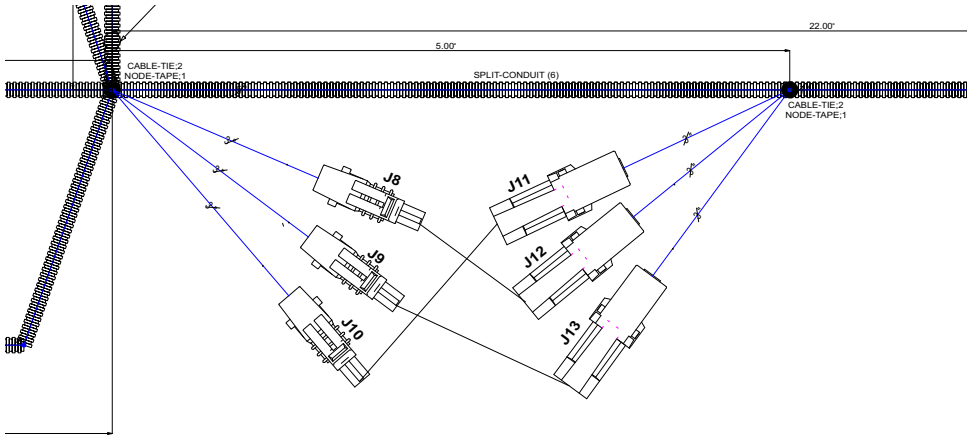 22.00"
5.00"
CABLE-TIE;2
NODE-TAPE;1
SPLIT-CONDUIT (6)
CABLE-TIE;2
NODE-TAPE;1
J8
J11
J9
J12
J10
J13